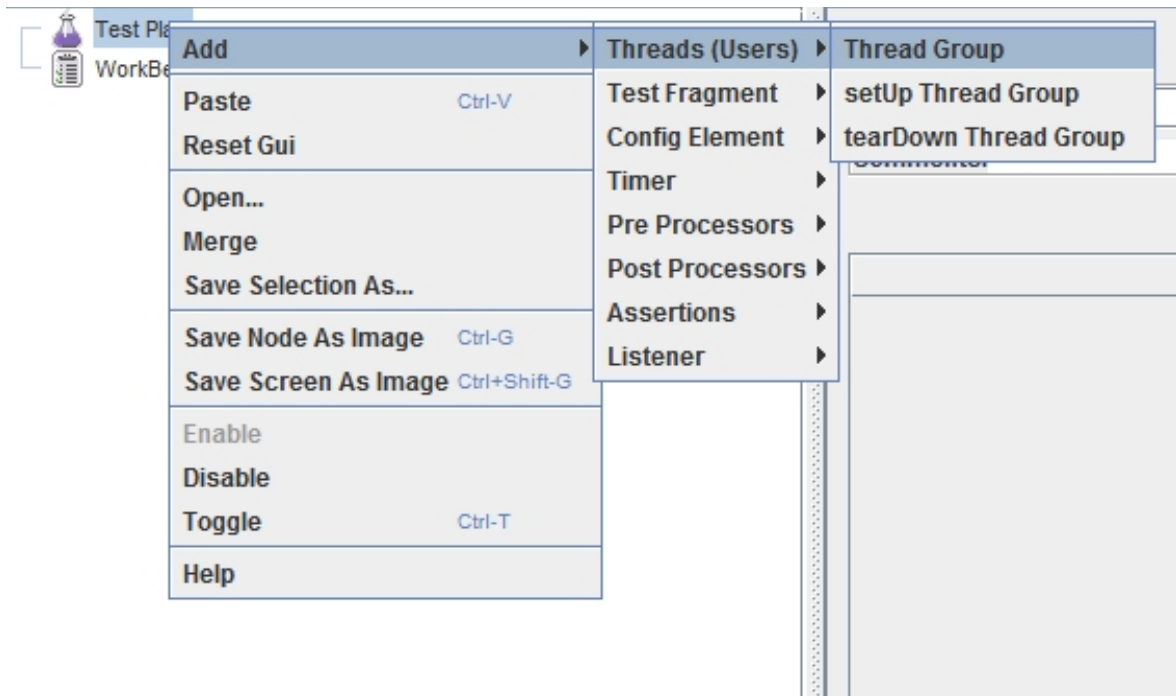 Test Pla
WorkBe
Add
Paste Ctrl-V
Reset Gui
Open...
Merge
Save Selection As...
Save Node As Image Ctrl-G
Save Screen As Image Ctrl+Shift-G
Enable
Disable
Toggle Ctrl-T
Help
Threads (Users)
Test Fragment
Config Element
Timer
Pre Processors
Post Processors
Assertions
Listener
Thread Group
setUp Thread Group
tearDown Thread Group